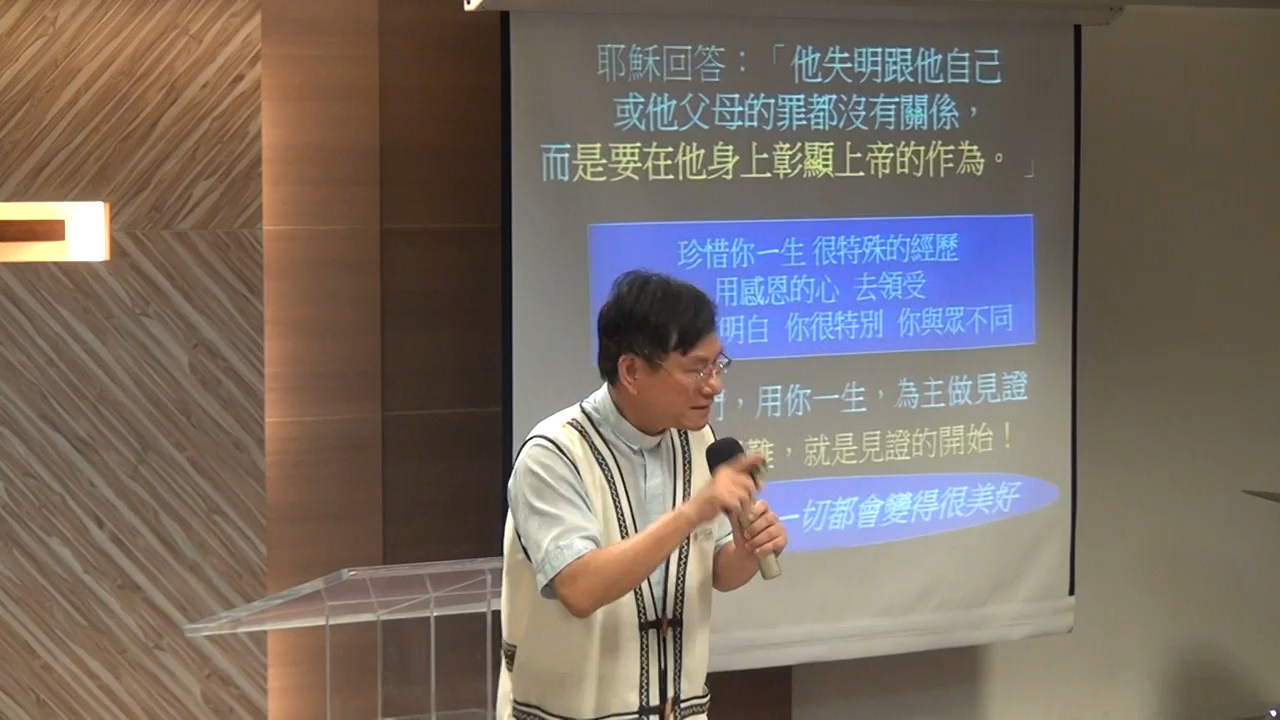 耶穌回答：「他失明跟他自己
或他父母的罪都沒有關係，
而是要在他身上彰顯上帝的作為。」
珍惜你一生 很特殊的經歷
用感恩的心 去領受
明白 你很特別 你與眾不同
，用你一生，為主做見證
難，就是見證的開始！
一切都會變得很美好